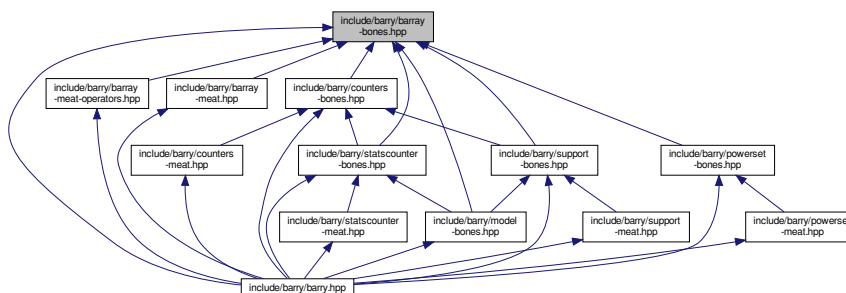 include/barry/barray
-bones.hpp
include/barry/barray
-meat-operators.hpp
include/barry/barray
-meat.hpp
include/barry/counters
-bones.hpp
include/barry/counters
-meat.hpp
include/barry/statscounter
-bones.hpp
include/barry/support
-bones.hpp
include/barry/powerset
-bones.hpp
include/barry/statscounter
-meat.hpp
include/barry/model
-bones.hpp
include/barry/support
-meat.hpp
include/barry/powerset
-meat.hpp
include/barry/barry.hpp